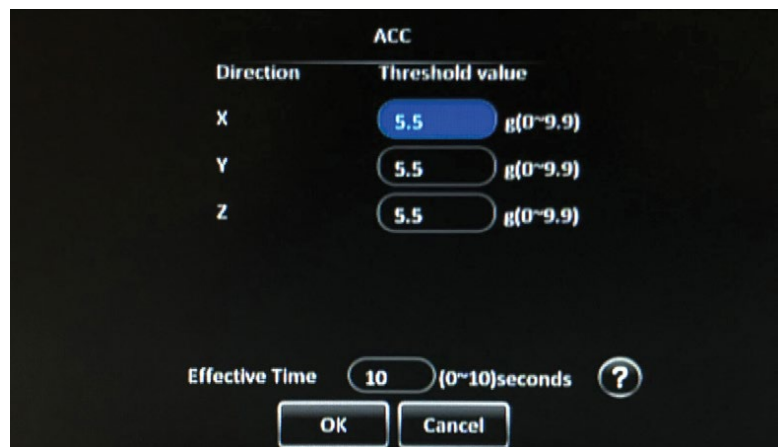 ACC
Direction Threshold value
X 5.5 g(0~9.9)
Y 5.5 g(0~9.9)
Z 5.5 g(0~9.9)
Effective Time 10 (0~10)seconds ?
OK Cancel